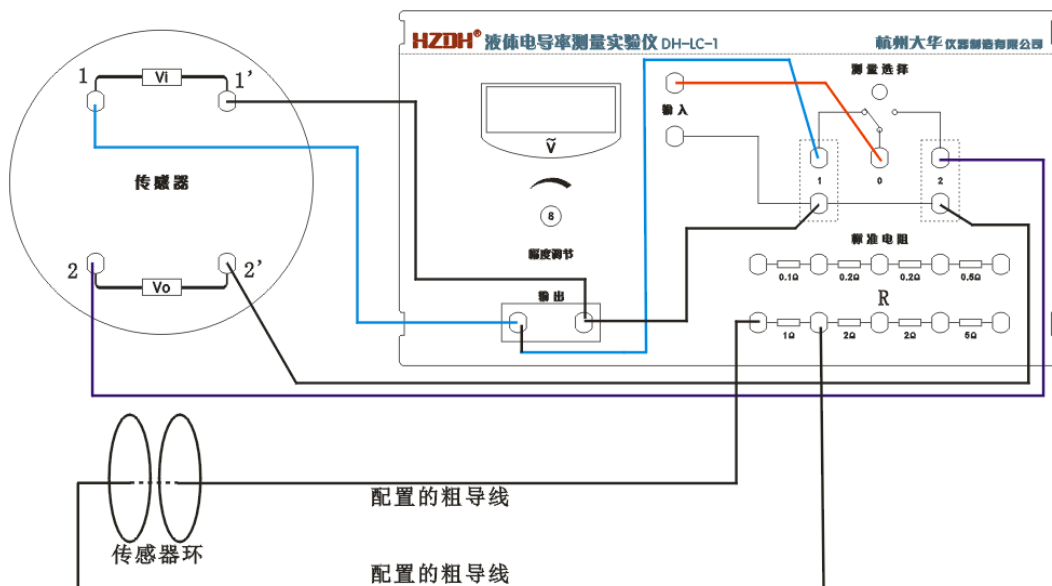 HZDH® 液体电导率测量实验仪 DH-LC-1
杭州大华仪器制造有限公司
1 Vi 1'
传感器
2 Vo 2'
Ṽ
6
幅度调节
输出
输入
测量选择
1 0 2
标准电阻
0.1Ω 0.2Ω 0.2Ω 0.5Ω
R
1Ω 2Ω 2Ω 5Ω
配置的粗导线
传感器环
配置的粗导线